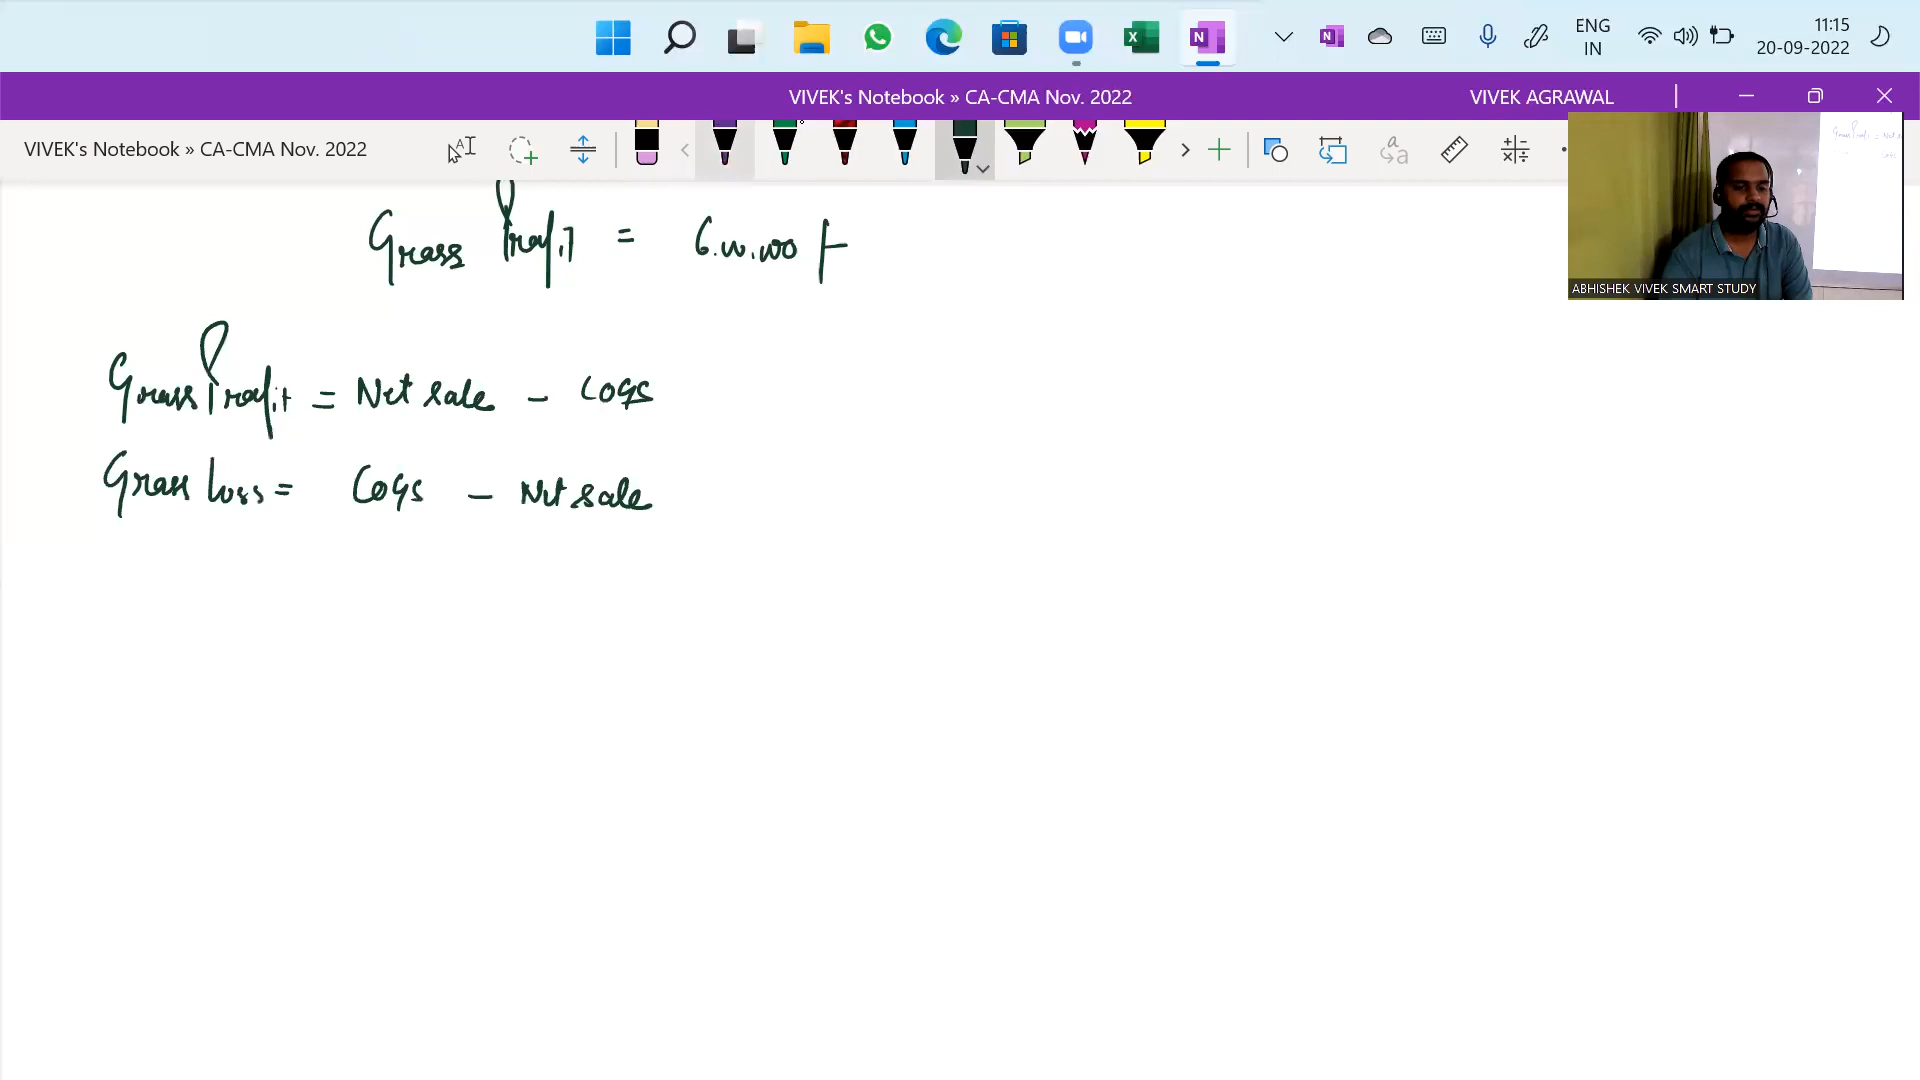 ENG
IN
11:15
20-09-2022
VIVEK's Notebook » CA-CMA Nov. 2022
VIVEK AGRAWAL
VIVEK's Notebook » CA-CMA Nov. 2022
ABHISHEK VIVEK SMART STUDY
Gross Profit = 6.00.000 /-
Gross Profit = Net sale - COGS
Gross Loss = COGS - Net sale